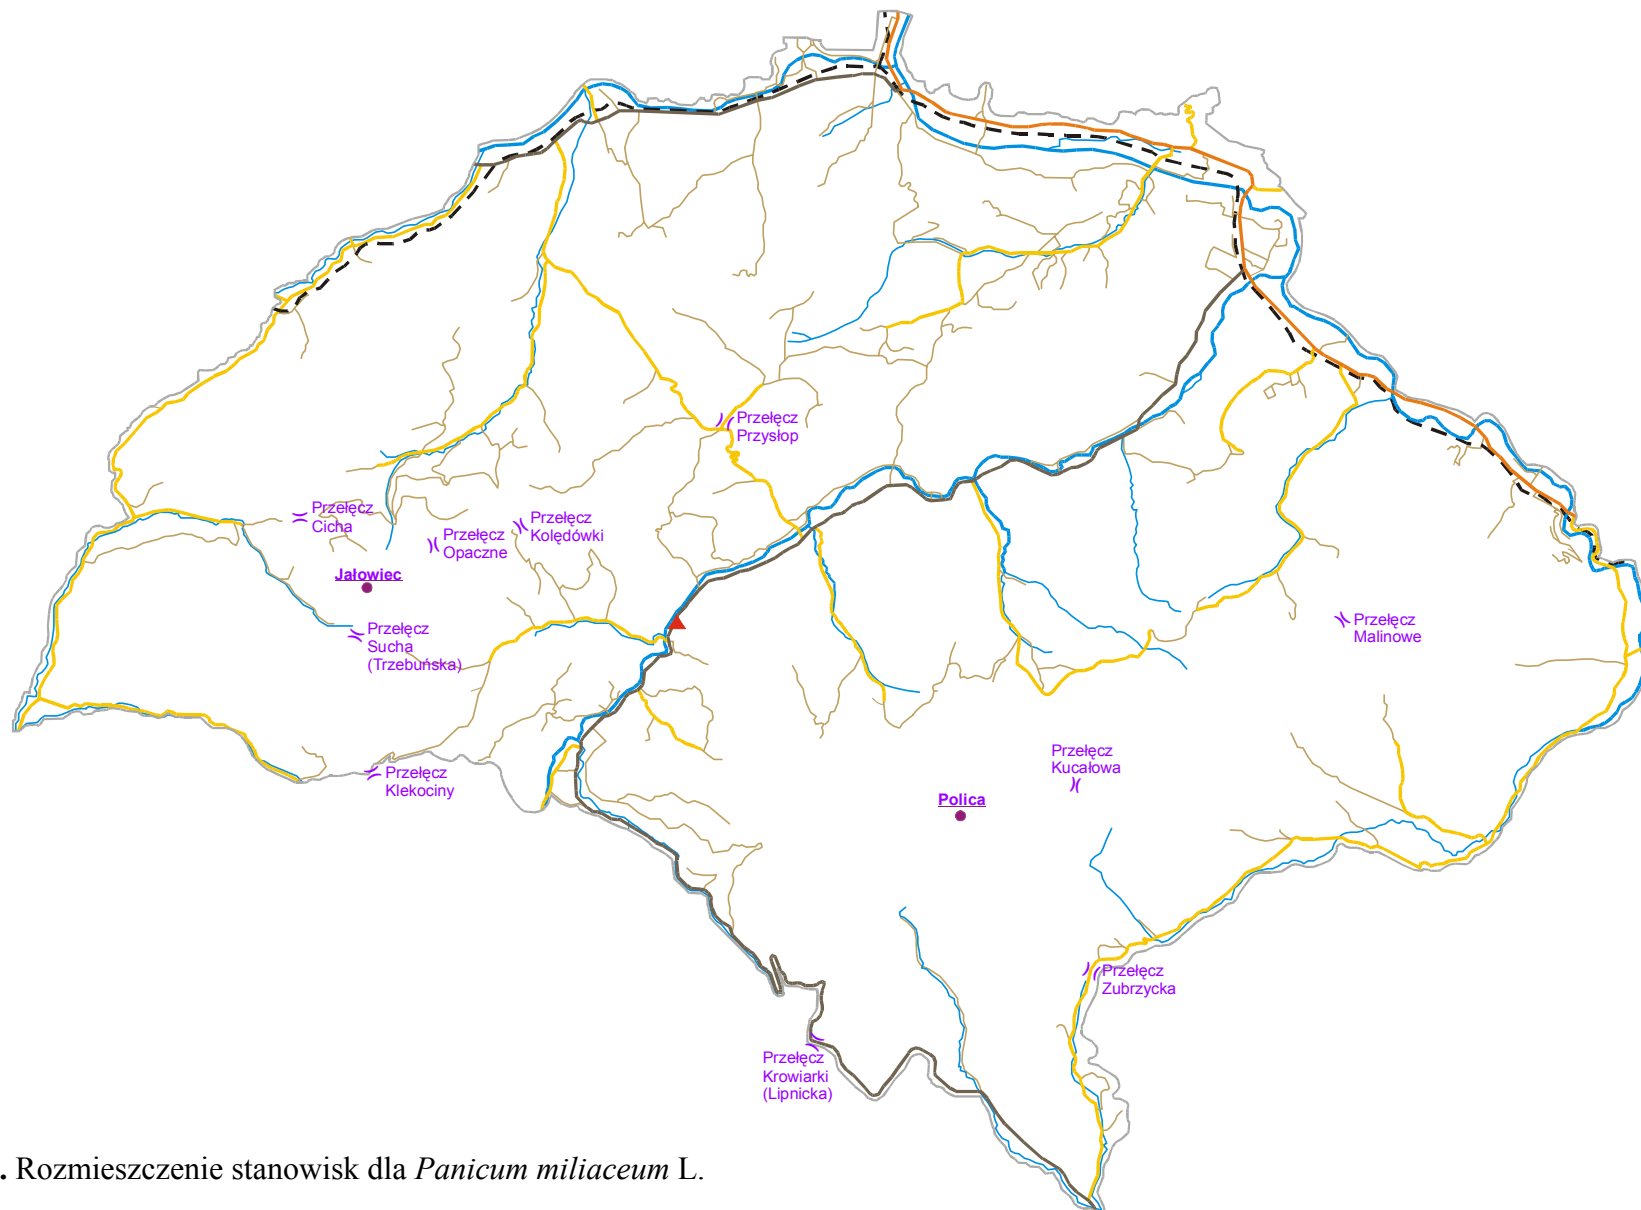 Przełęcz
Przysłop
Przełęcz
Cicha
Przełęcz
Kolędówki
Przełęcz
Opaczne
Jałowiec
Przełęcz
Sucha
(Trzebuńska)
Przełęcz
Malinowe
Przełęcz
Klekociny
Przełęcz
Kucałowa
Polica
Przełęcz
Zubrzycka
Przełęcz
Krowiarki
(Lipnicka)
. Rozmieszczenie stanowisk dla Panicum miliaceum L.